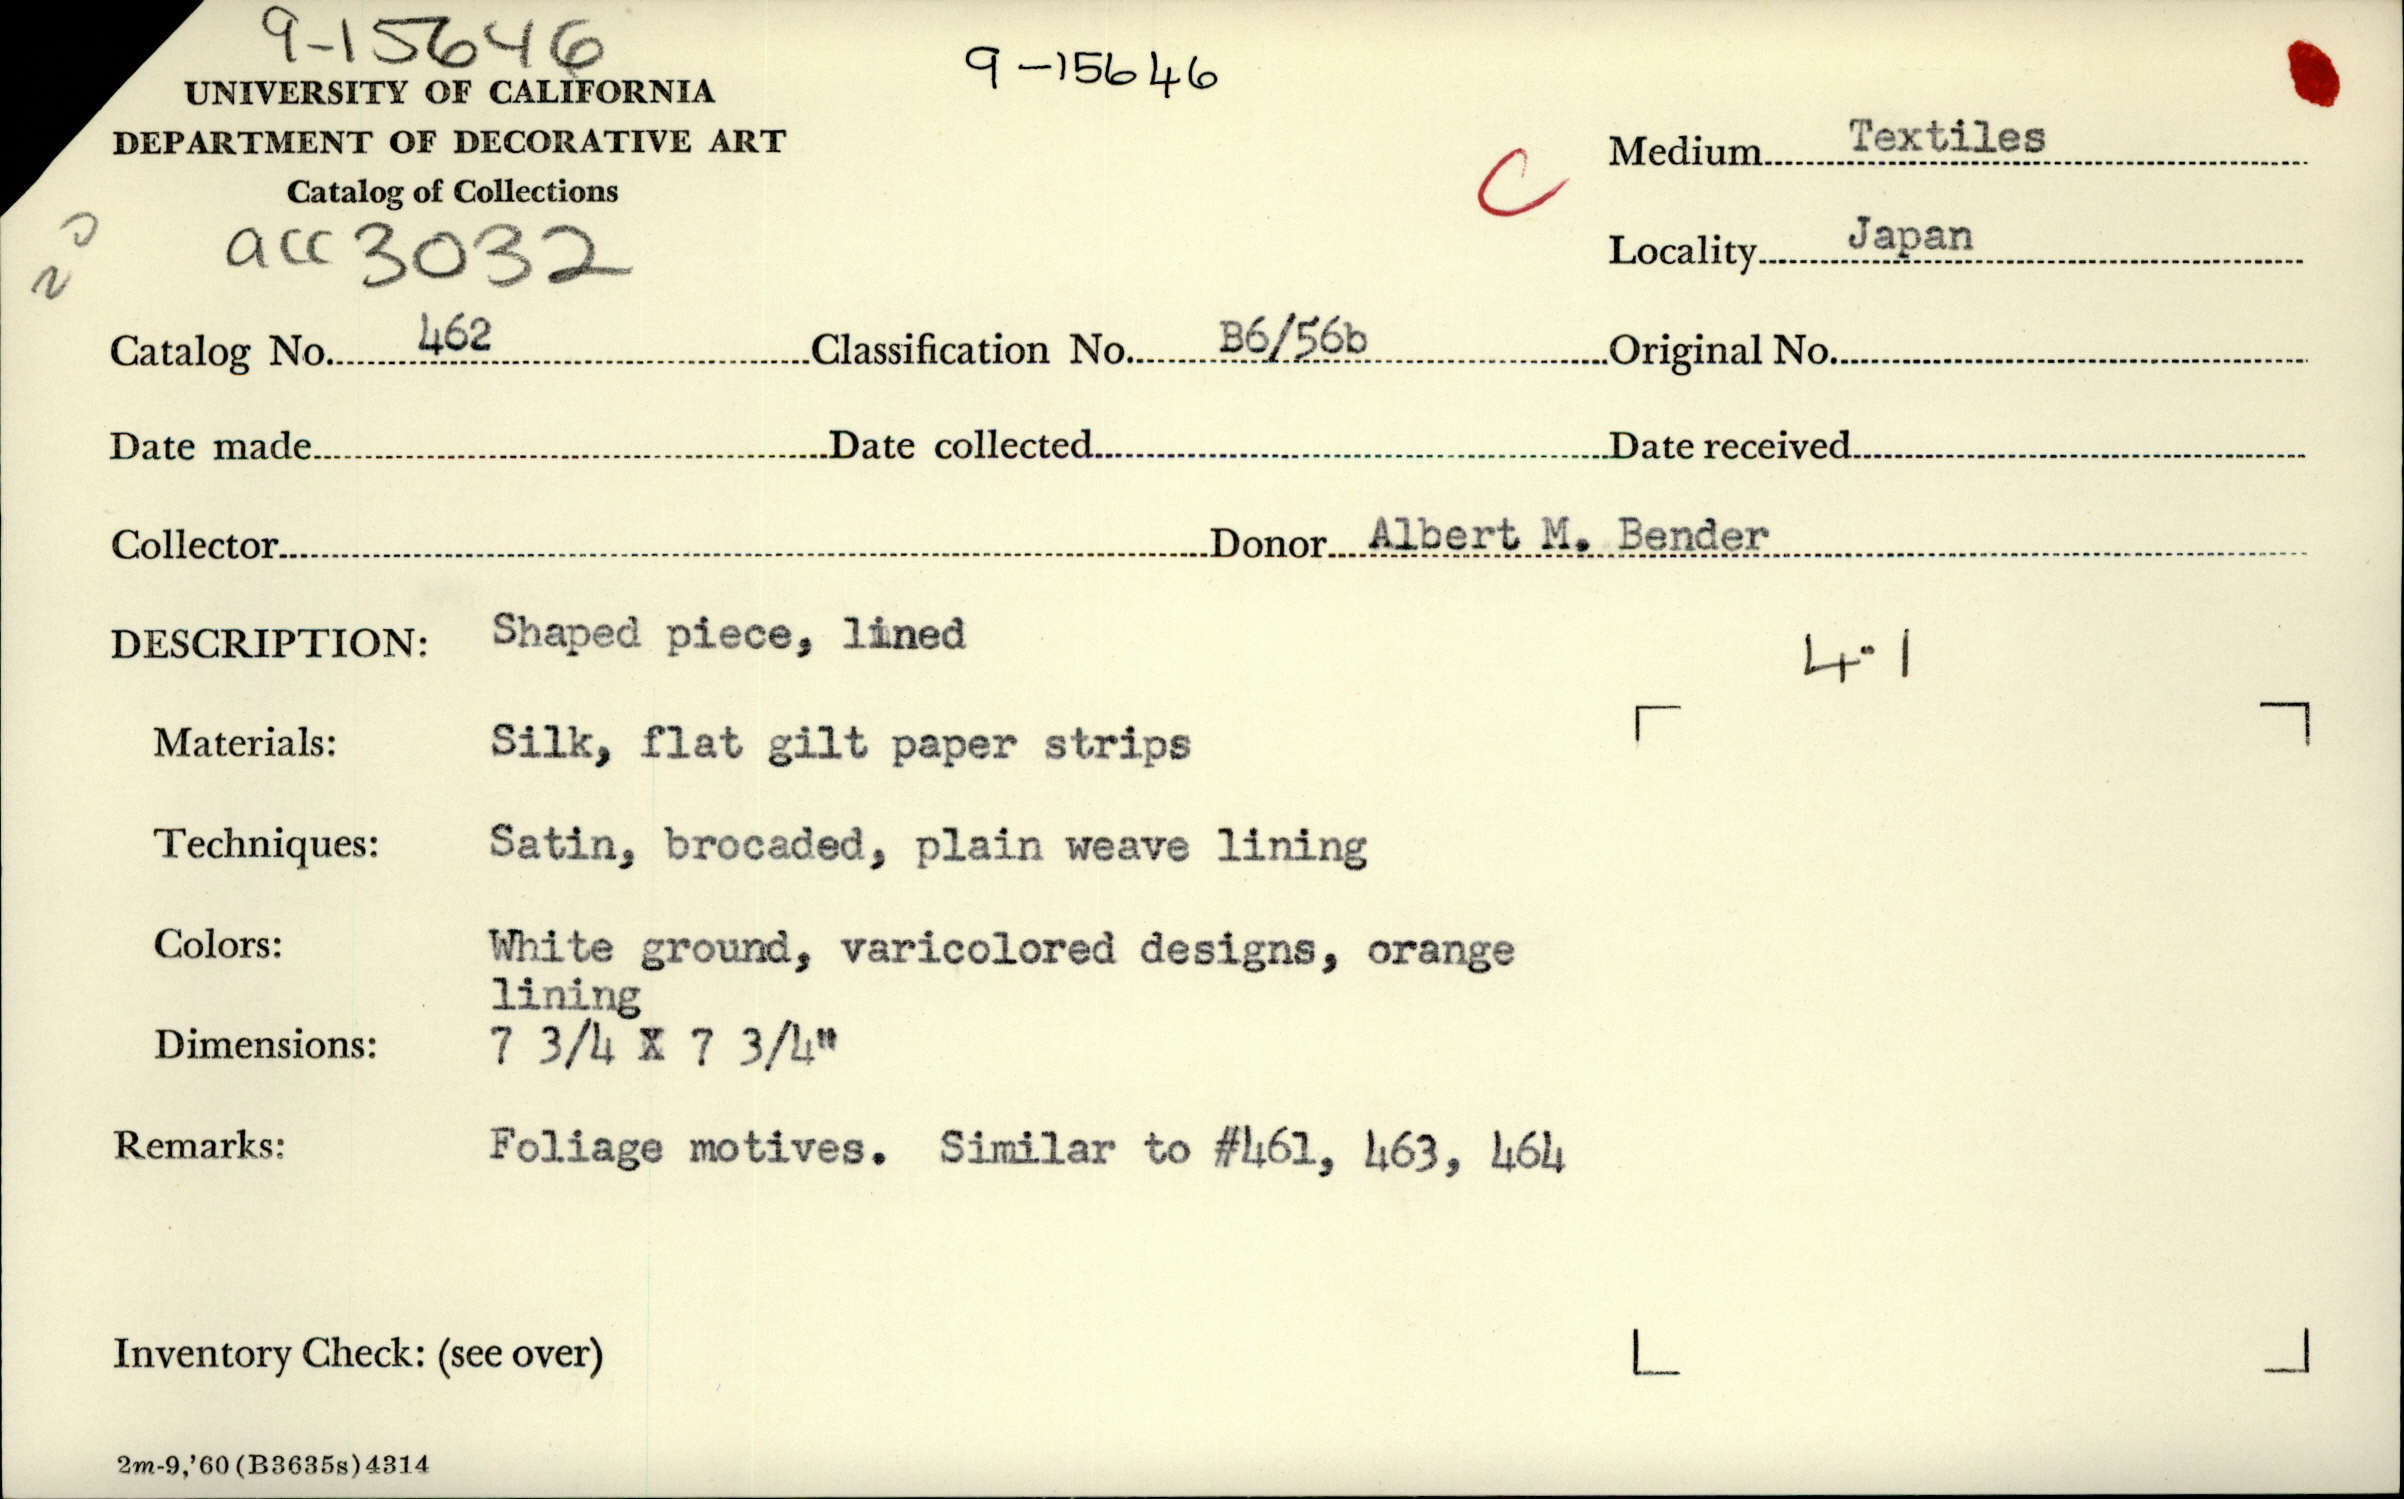 9-15646
9-15646
UNIVERSITY OF CALIFORNIA
DEPARTMENT OF DECORATIVE ART
Catalog of Collections
acc 3032
C
Medium Textiles
Locality Japan
Catalog No. 462 Classification No. B6/56b Original No.
Date made Date collected Date received
Collector Donor Albert M. Bender
DESCRIPTION: Shaped piece, lined
4·1
Materials: Silk, flat gilt paper strips
Techniques: Satin, brocaded, plain weave lining
Colors: White ground, varicolored designs, orange
lining
Dimensions: 7 3/4 X 7 3/4"
Remarks: Foliage motives. Similar to #461, 463, 464
Inventory Check: (see over)
2m-9,'60(B3635s)4314